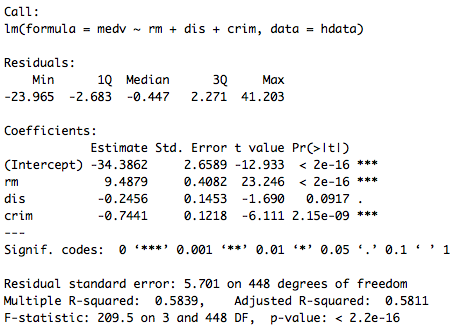 Call:
lm(formula = medv ~ rm + dis + crim, data = hdata)
Residuals:
Min 1Q Median 3Q Max
-23.965 -2.683 -0.447 2.271 41.203
Coefficients:
Estimate Std. Error t value Pr(>|t|)
(Intercept) -34.3862 2.6589 -12.933 < 2e-16 ***
rm 9.4879 0.4082 23.246 < 2e-16 ***
dis -0.2456 0.1453 -1.690 0.0917 .
crim -0.7441 0.1218 -6.111 2.15e-09 ***
---
Signif. codes: 0 ‘***’ 0.001 ‘**’ 0.01 ‘*’ 0.05 ‘.’ 0.1 ‘ ’ 1
Residual standard error: 5.701 on 448 degrees of freedom
Multiple R-squared: 0.5839, Adjusted R-squared: 0.5811
F-statistic: 209.5 on 3 and 448 DF, p-value: < 2.2e-16